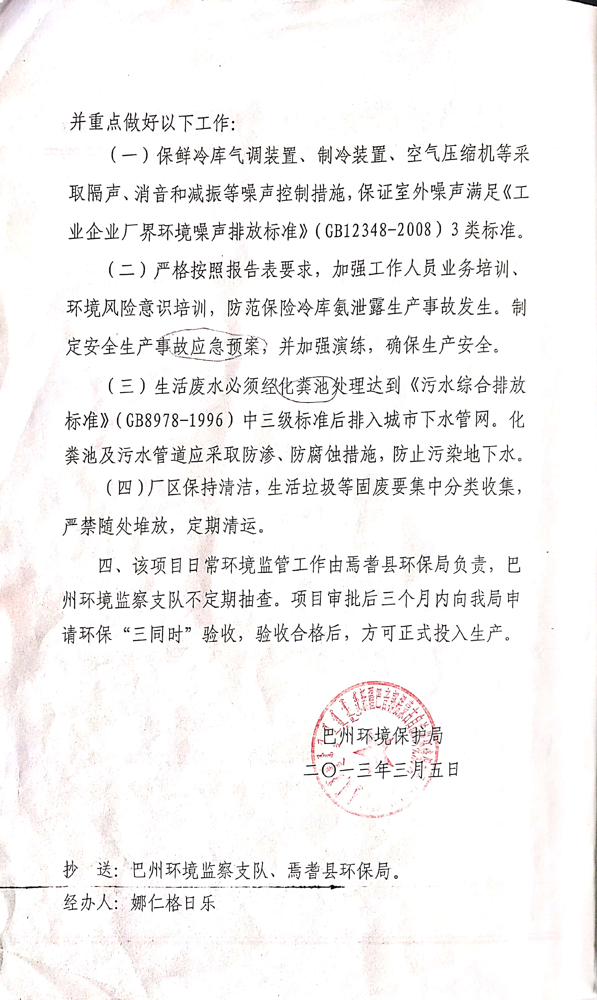 并重点做好以下工作：
（一）保鲜冷库气调装置、制冷装置、空气压缩机等采
取隔声、消音和减振等噪声控制措施，保证室外噪声满足《工
业企业厂界环境噪声排放标准》（GB12348-2008）3类标准。
（二）严格按照报告表要求，加强工作人员业务培训、
环境风险意识培训，防范保险冷库氨泄露生产事故发生。制
定安全生产事故应急预案，并加强演练，确保生产安全。
（三）生活废水必须经化粪池处理达到《污水综合排放
标准》（GB8978-1996）中三级标准后排入城市下水管网。化
粪池及污水管道应采取防渗、防腐蚀措施，防止污染地下水。
（四）厂区保持清洁，生活垃圾等固废要集中分类收集，
严禁随处堆放，定期清运。
四、该项目日常环境监管工作由焉耆县环保局负责，巴
州环境监察支队不定期抽查。项目审批后三个月内向我局申
请环保“三同时”验收，验收合格后，方可正式投入生产。
新疆巴音郭楞蒙古自
巴州环境保护局
二〇一三年三月五日
抄　送：巴州环境监察支队、焉耆县环保局。
经办人：娜仁格日乐